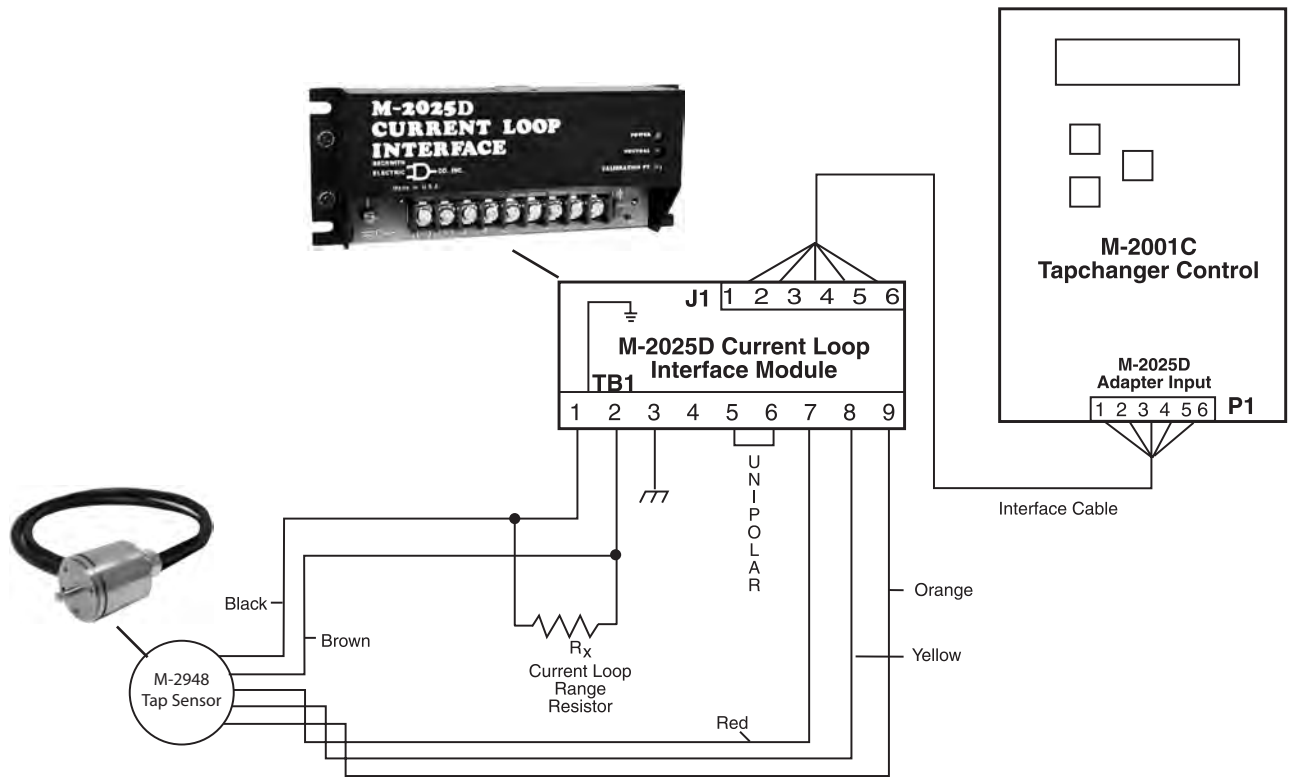 M-2025D
CURRENT LOOP
INTERFACE
BECKWITH
ELECTRIC CO. INC.
Made in U.S.A.
POWER
NEUTRAL
CALIBRATION PT.
M-2001C
Tapchanger Control
M-2025D
Adapter Input
1 2 3 4 5 6 P1
J1 1 2 3 4 5 6
M-2025D Current Loop
Interface Module
TB1
1 2 3 4 5 6 7 8 9
UNIPOLAR
Interface Cable
Black
Brown
Orange
Yellow
Red
RX
Current Loop
Range
Resistor
M-2948
Tap Sensor